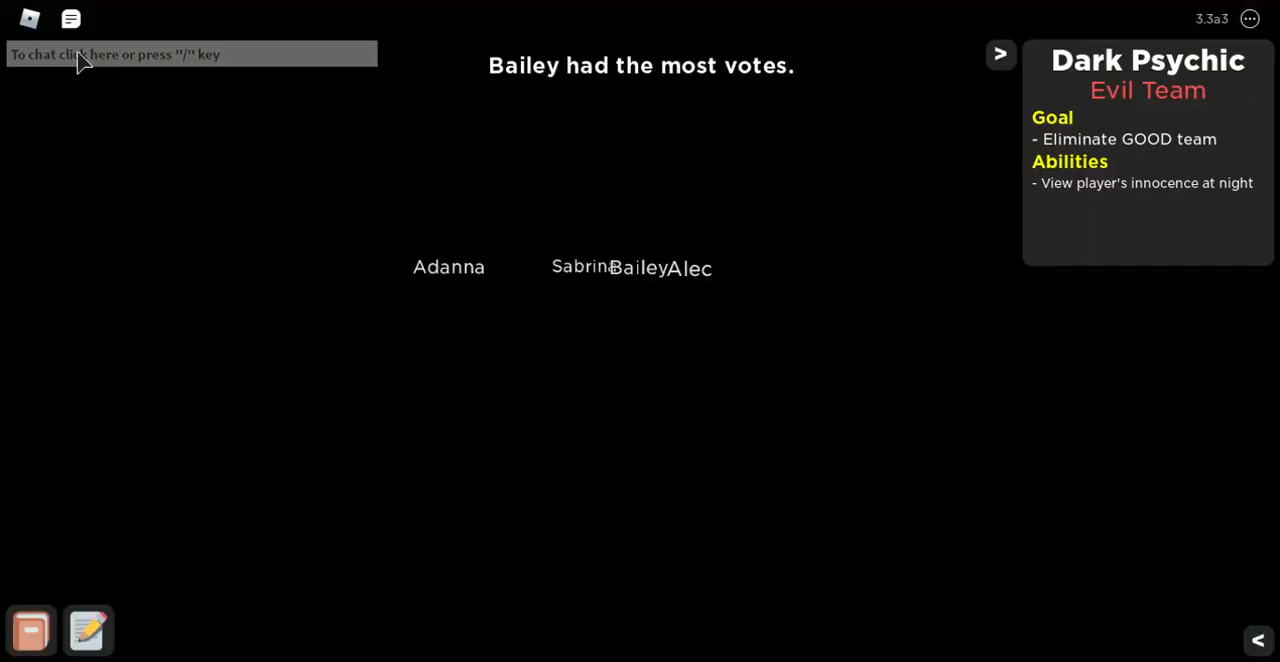 3.3a3
To chat click here or press "/" key
Bailey had the most votes.
>
Dark Psychic
Evil Team
Goal
- Eliminate GOOD team
Abilities
- View player's innocence at night
Adanna
Sabrina
Bailey
Alec
<